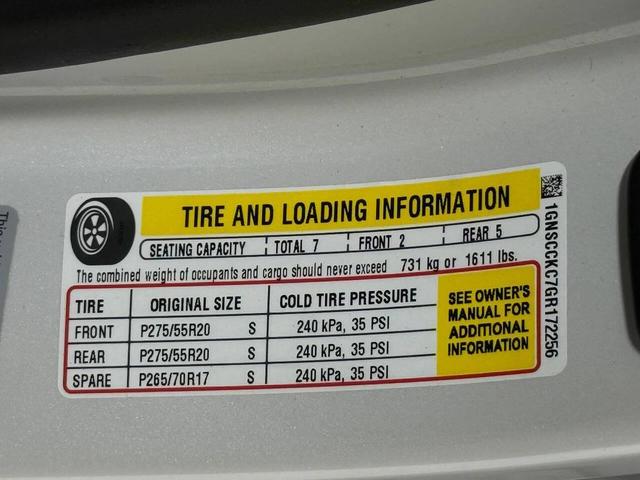 TIRE AND LOADING INFORMATION
SEATING CAPACITY TOTAL 7 FRONT 2 REAR 5
The combined weight of occupants and cargo should never exceed 731 kg or 1611 lbs.
TIRE ORIGINAL SIZE COLD TIRE PRESSURE
FRONT P275/55R20 S 240 kPa, 35 PSI
REAR P275/55R20 S 240 kPa, 35 PSI
SPARE P265/70R17 S 240 kPa, 35 PSI
SEE OWNER'S
MANUAL FOR
ADDITIONAL
INFORMATION
1GNSCCKC7GR172256
This